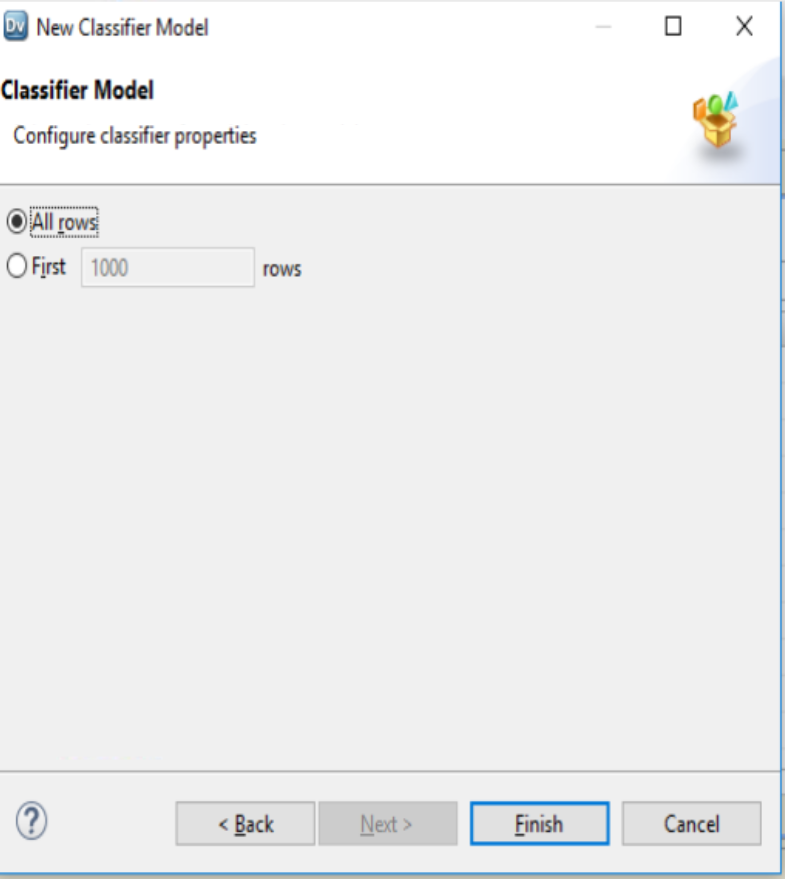 Dv New Classifier Model
Classifier Model
Configure classifier properties
All rows
First 1000 rows
?
< Back Next > Finish Cancel